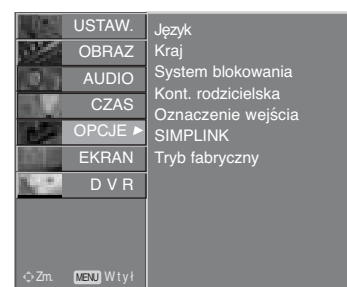 USTAW.
OBRAZ
AUDIO
CZAS
OPCJE ►
EKRAN
D V R
Język
Kraj
System blokowania
Kont. rodzicielska
Oznaczenie wejścia
SIMPLINK
Tryb fabryczny
Zm. MENU Wtył